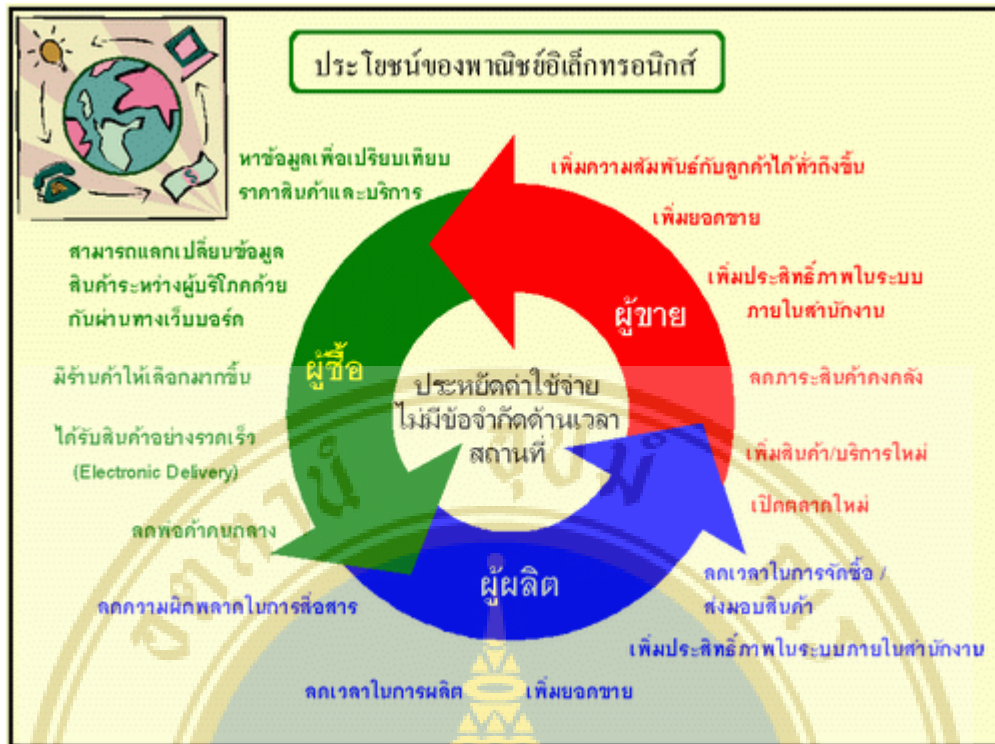 ประโยชน์ของพาณิชย์อิเล็กทรอนิกส์
หาข้อมูลเพื่อเปรียบเทียบ
ราคาสินค้าและบริการ
สามารถแลกเปลี่ยนข้อมูล
สินค้าระหว่างผู้บริโภคด้วย
กันผ่านทางเว็บบอร์ด
ผู้ซื้อ
มีร้านค้าให้เลือกมากขึ้น
ได้รับสินค้าอย่างรวดเร็ว
(Electronic Delivery)
ลดพ่อค้าคนกลาง
เพิ่มความสัมพันธ์กับลูกค้าได้ทั่วถึงขึ้น
เพิ่มยอดขาย
เพิ่มประสิทธิ์ภาพในระบบ
ภายในสำนักงาน
ผู้ขาย
ลดภาระสินค้าคงคลัง
เพิ่มสินค้า/บริการใหม่
เปิดตลาดใหม่
ประหยัดค่าใช้จ่าย
ไม่มีข้อจำกัดด้านเวลา
สถานที่
ผู้ผลิต
ลดเวลาในการจัดซื้อ /
ส่งมอบสินค้า
ลดความผิดพลาดในการสื่อสาร
เพิ่มประสิทธิ์ภาพในระบบภายในสำนักงาน
ลดเวลาในการผลิต
เพิ่มยอดขาย